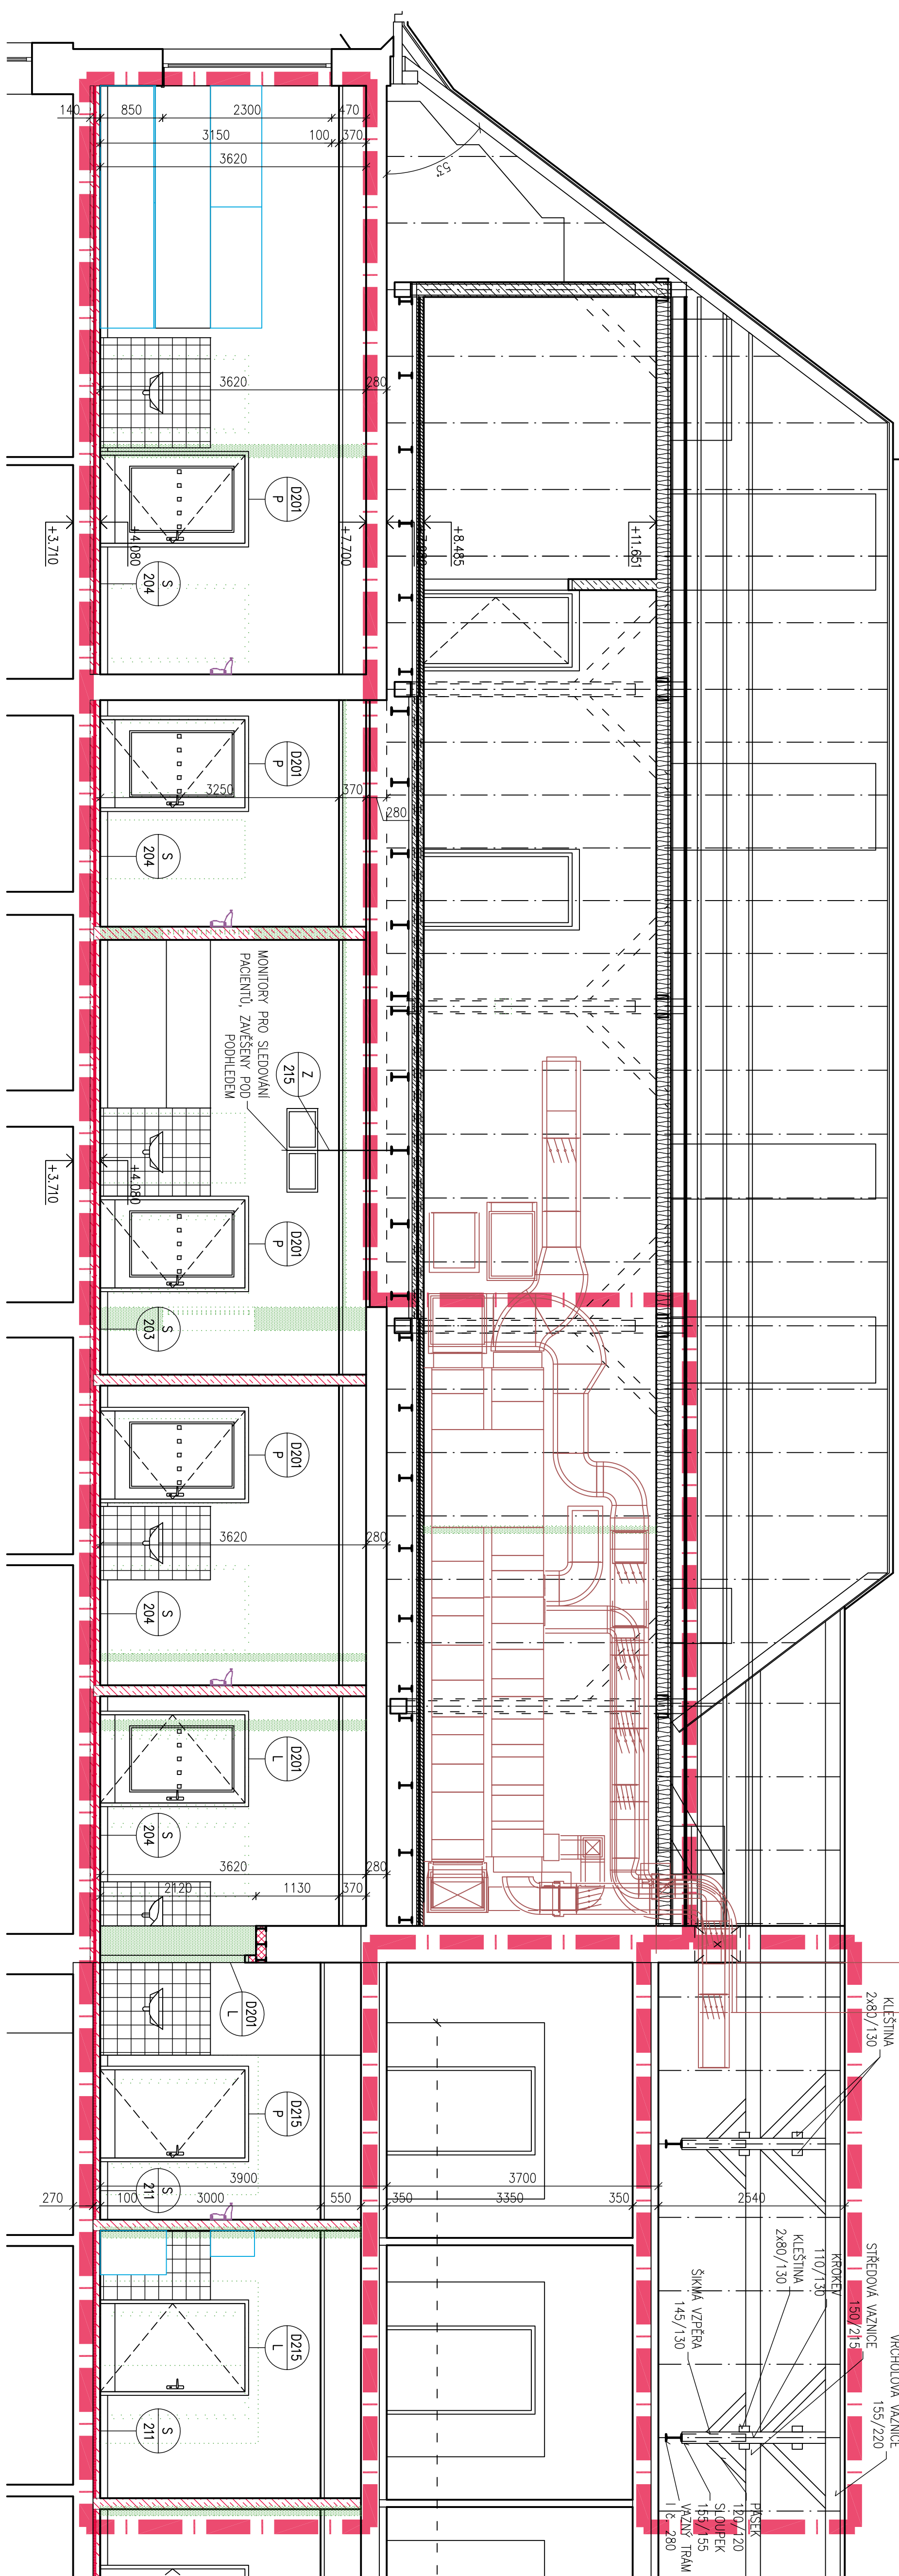 140
850
2300
470
3150
100
370
3620
53°
3620
280
D201
P
S
204
+3.710
+4.080
+7.700
+8.485
+11.651
D201
P
3250
370
280
S
204
MONITORY PRO SLEDOVÁNÍ
PACIENTŮ, ZAVĚŠENY POD
PODHLEDEM
Z
215
+3.710
+4.080
D201
P
S
203
D201
P
3620
280
S
204
D201
L
S
204
3620
280
2120
1130
370
D201
L
KLEŠTINA
2x80/130
D215
P
S
211
3900
3700
270
100
3000
550
350
3350
350
2540
STŘEDOVÁ VAZNICE
150/215
VRCHOLOVÁ VAZNICE
155/220
KROKEV
110/130
KLEŠTINA
2x80/130
ŠIKMÁ VZPĚRA
145/130
D215
L
S
211
PÁSEK
120/120
SLOUPEK
155/155
VAZNÝ TRÁM
I č. 280